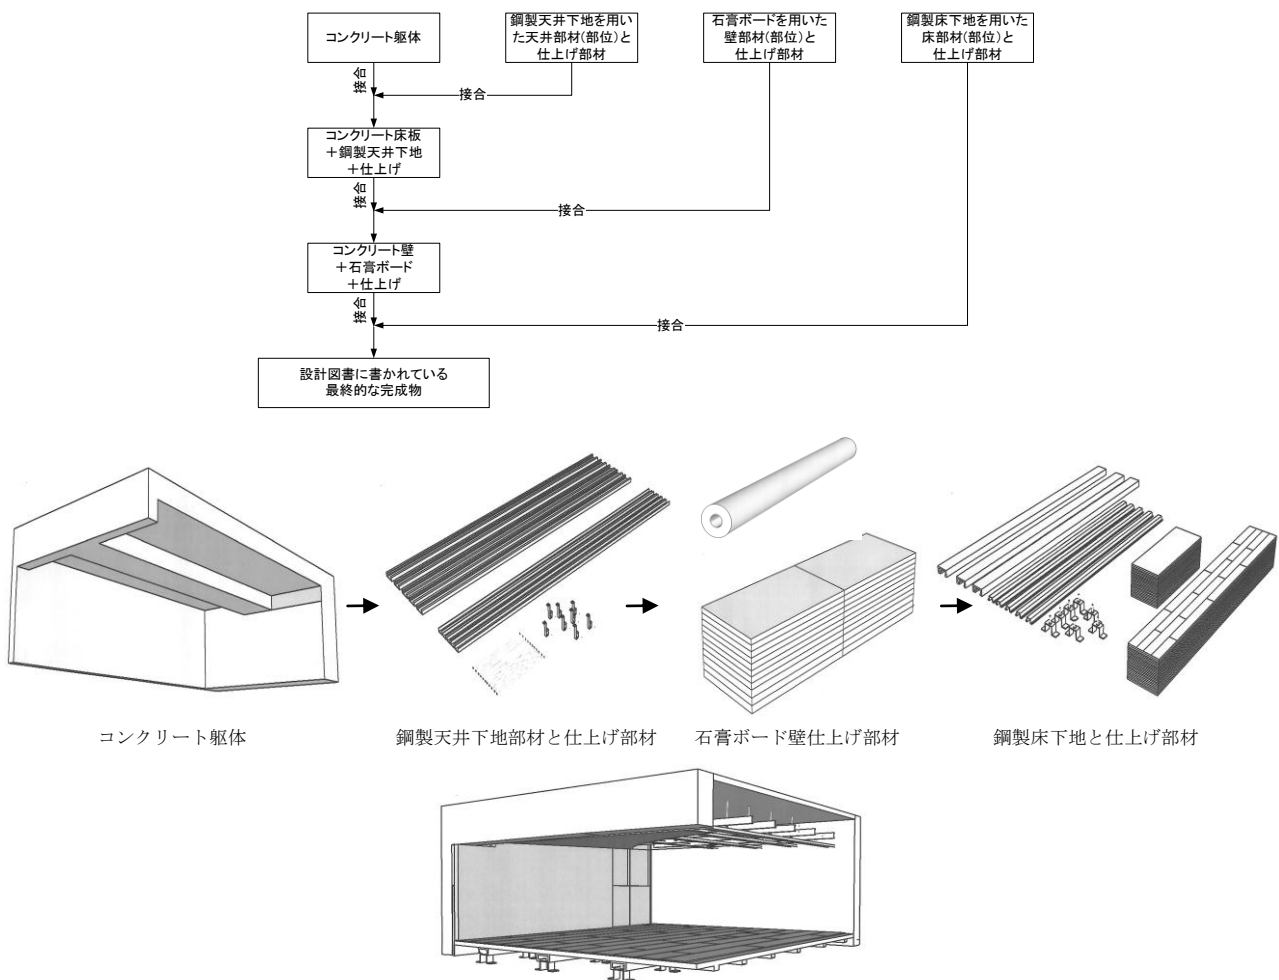 コンクリート躯体
鋼製天井下地を用い
た天井部材(部位)と
仕上げ部材
石膏ボードを用いた
壁部材(部位)と
仕上げ部材
鋼製床下地を用いた
床部材(部位)と
仕上げ部材
接合
接合
コンクリート床板
＋鋼製天井下地
＋仕上げ
接合
接合
コンクリート壁
＋石膏ボード
＋仕上げ
接合
接合
設計図書に書かれている
最終的な完成物
コンクリート躯体
鋼製天井下地部材と仕上げ部材
石膏ボード壁仕上げ部材
鋼製床下地と仕上げ部材